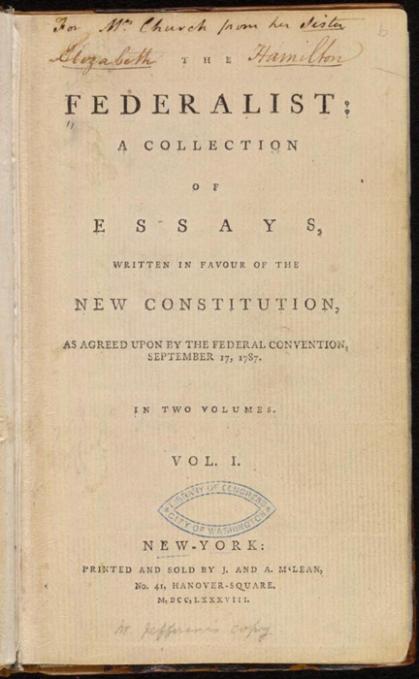 For Mrs Church from her Sister
Elizabeth Hamilton
THE
FEDERALIST:
A COLLECTION
OF
ESSAYS,
WRITTEN IN FAVOUR OF THE
NEW CONSTITUTION,
AS AGREED UPON BY THE FEDERAL CONVENTION,
SEPTEMBER 17, 1787.
IN TWO VOLUMES.
VOL. I.
LIBRARY OF CONGRESS
CITY OF WASHINGTON
NEW-YORK:
PRINTED AND SOLD BY J. AND A. M‘LEAN,
No. 41, HANOVER-SQUARE.
M,DCC,LXXXVIII.
Mr. Jefferson's copy